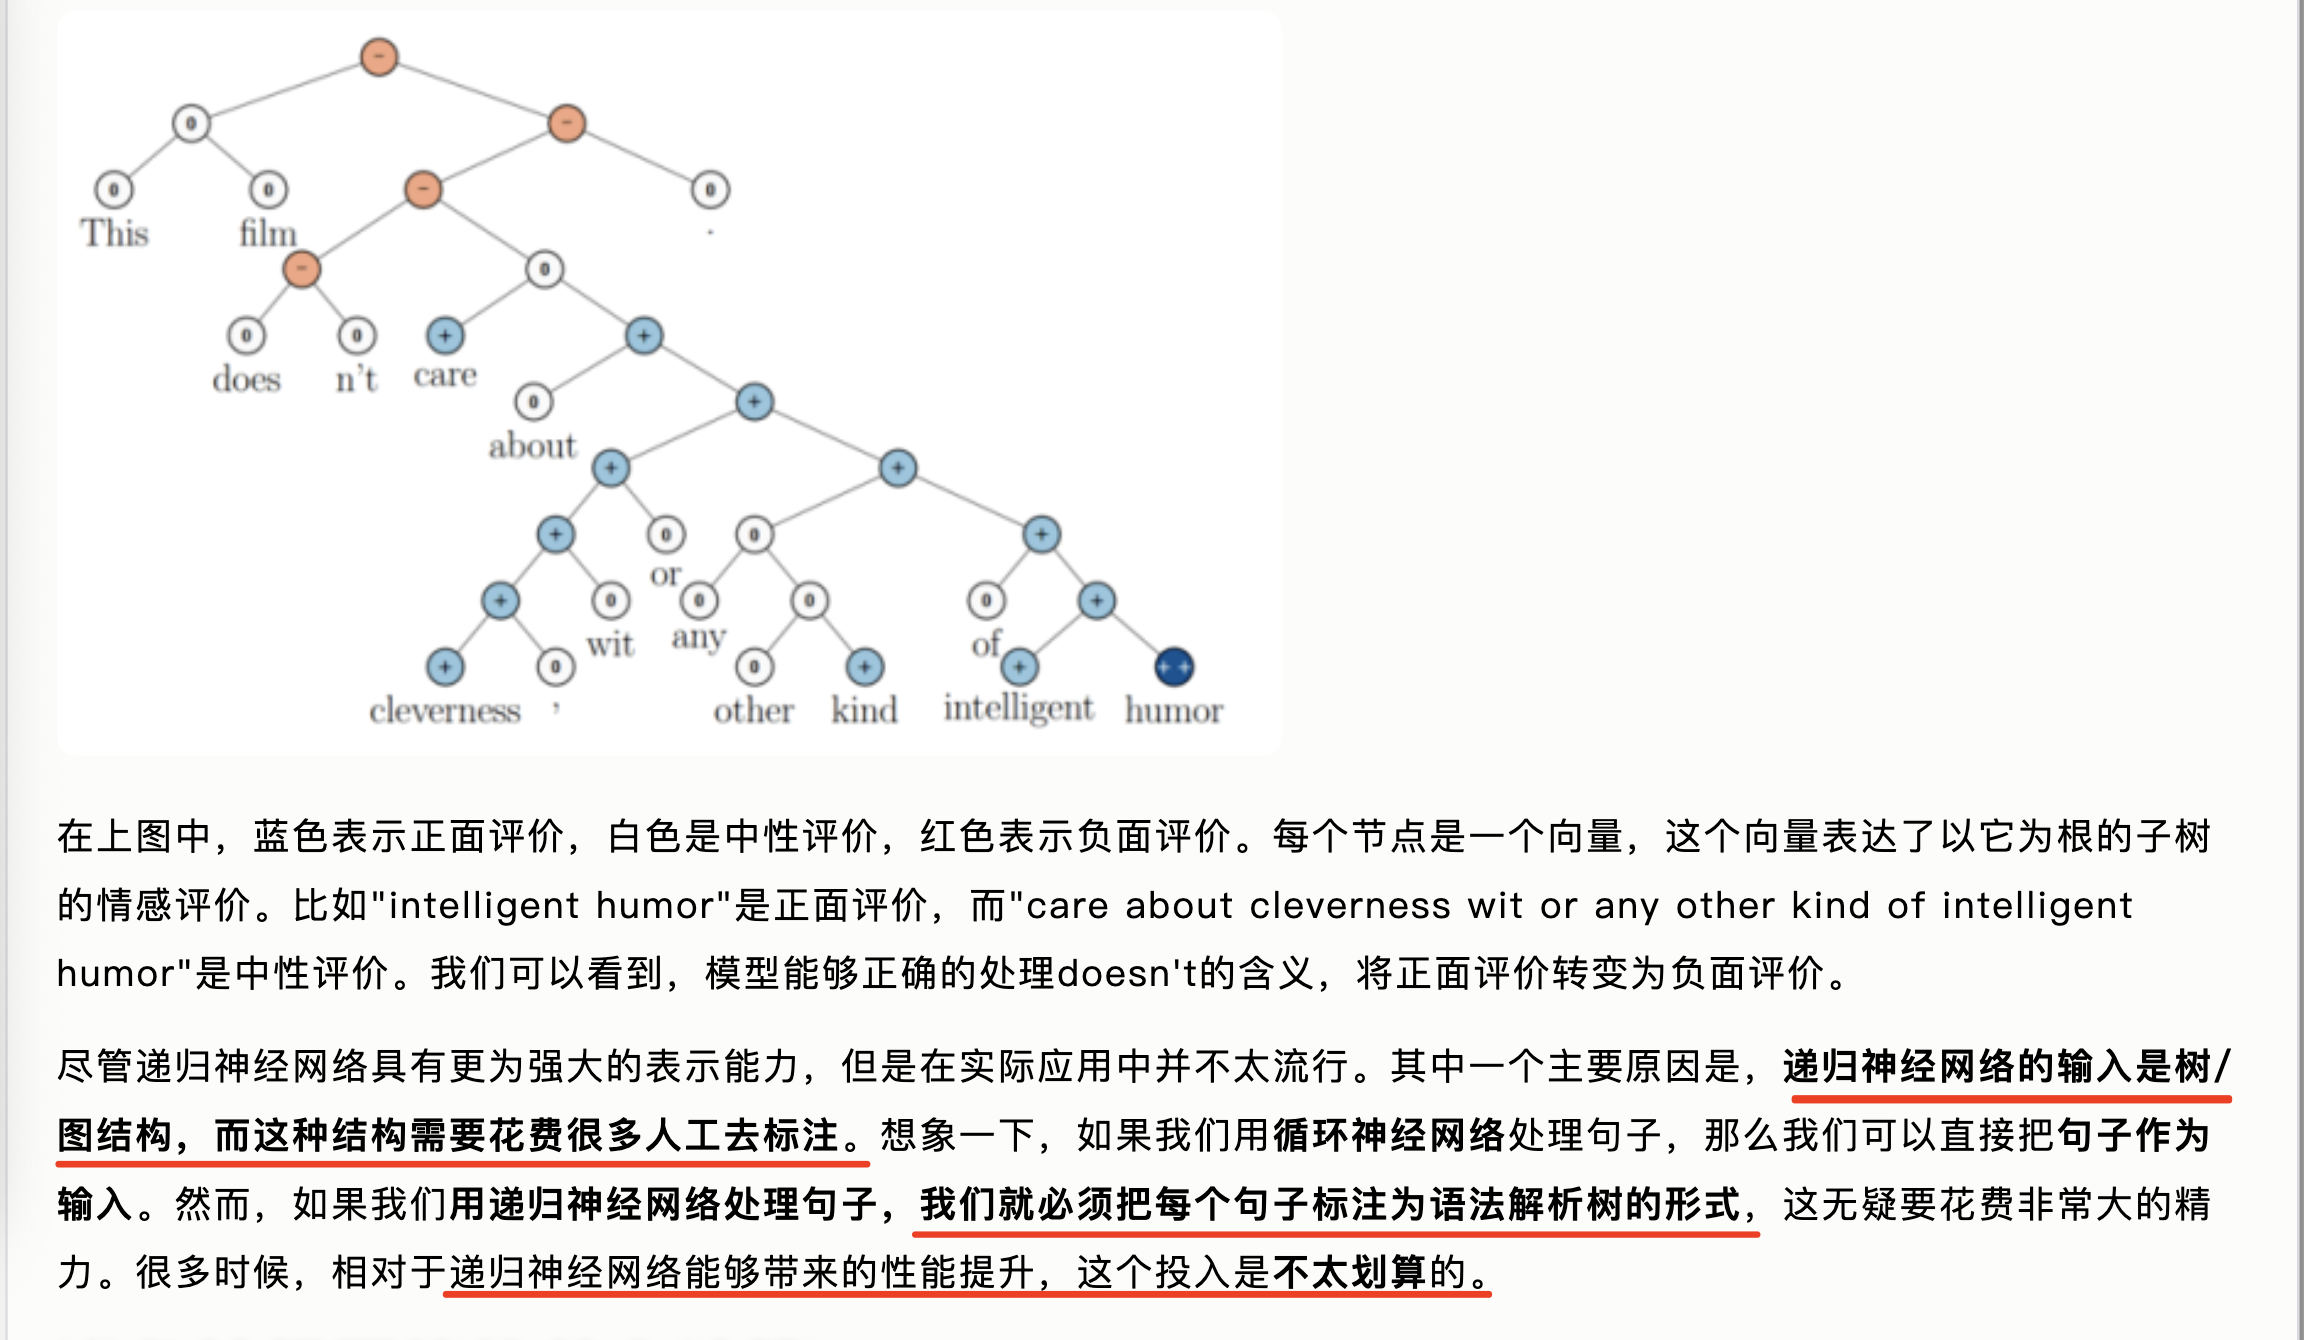 −
0 −
0 0 − 0
This film .
− 0
0 0 + +
does n't care
0 +
about
+ +
+ 0 0 +
or
+ 0 0 0 0 +
wit any of
+ 0 0 + + ++
cleverness , other kind intelligent humor
在上图中，蓝色表示正面评价，白色是中性评价，红色表示负面评价。每个节点是一个向量，这个向量表达了以它为根的子树
的情感评价。比如"intelligent humor"是正面评价，而"care about cleverness wit or any other kind of intelligent
humor"是中性评价。我们可以看到，模型能够正确的处理doesn't的含义，将正面评价转变为负面评价。
尽管递归神经网络具有更为强大的表示能力，但是在实际应用中并不太流行。其中一个主要原因是，递归神经网络的输入是树/
图结构，而这种结构需要花费很多人工去标注。想象一下，如果我们用循环神经网络处理句子，那么我们可以直接把句子作为
输入。然而，如果我们用递归神经网络处理句子，我们就必须把每个句子标注为语法解析树的形式，这无疑要花费非常大的精
力。很多时候，相对于递归神经网络能够带来的性能提升，这个投入是不太划算的。